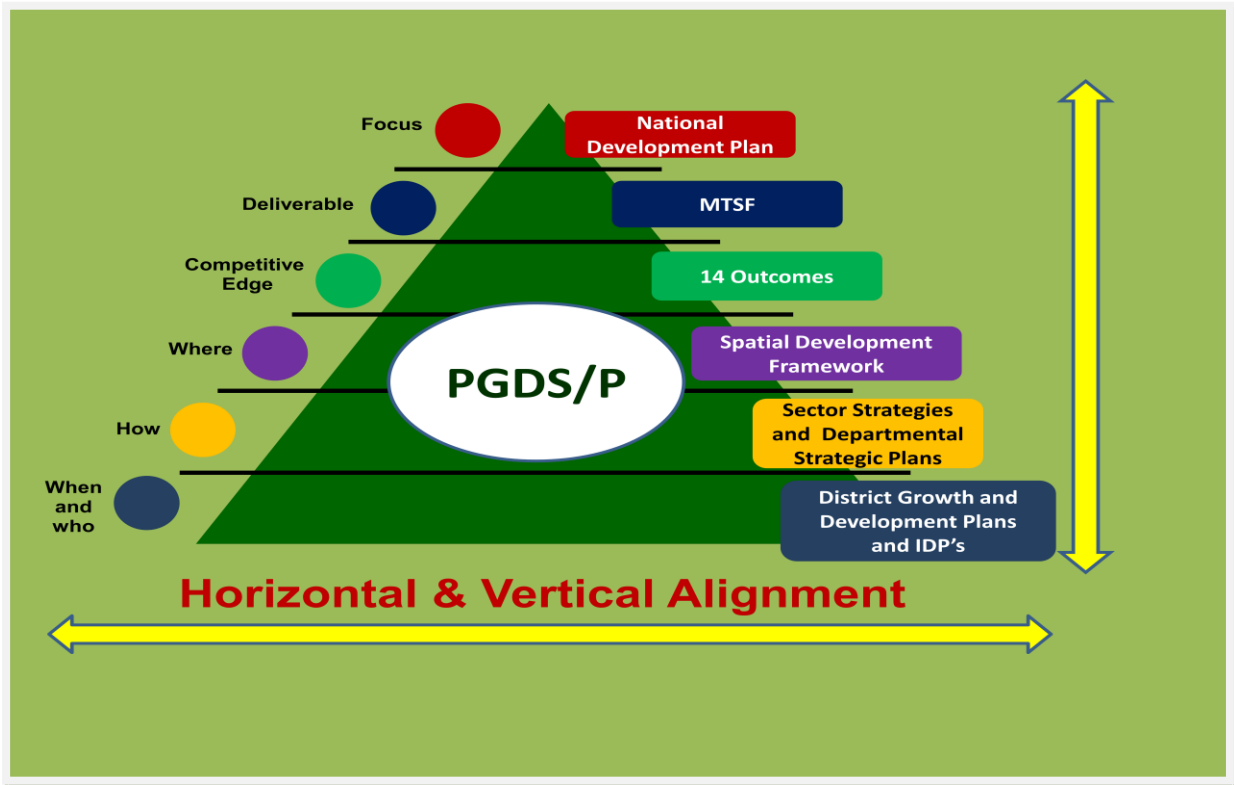 Focus
National
Development Plan
Deliverable
MTSF
Competitive
Edge
14 Outcomes
Where
Spatial Development
Framework
PGDS/P
How
Sector Strategies
and Departmental
Strategic Plans
When
and
who
District Growth and
Development Plans
and IDP’s
Horizontal & Vertical Alignment